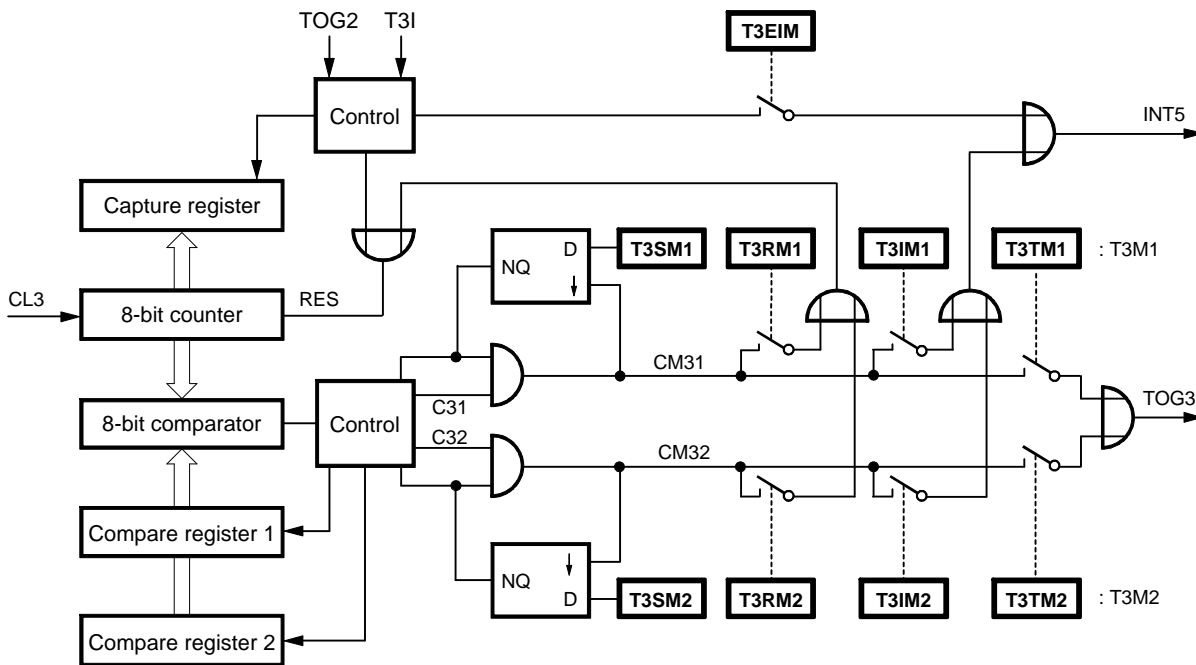 TOG2
T3I
T3EIM
Control
INT5
Capture register
D
T3SM1
T3RM1
T3IM1
T3TM1
: T3M1
NQ
CL3
8-bit counter
RES
CM31
C31
8-bit comparator
Control
TOG3
C32
CM32
Compare register 1
NQ
D
T3SM2
T3RM2
T3IM2
T3TM2
: T3M2
Compare register 2